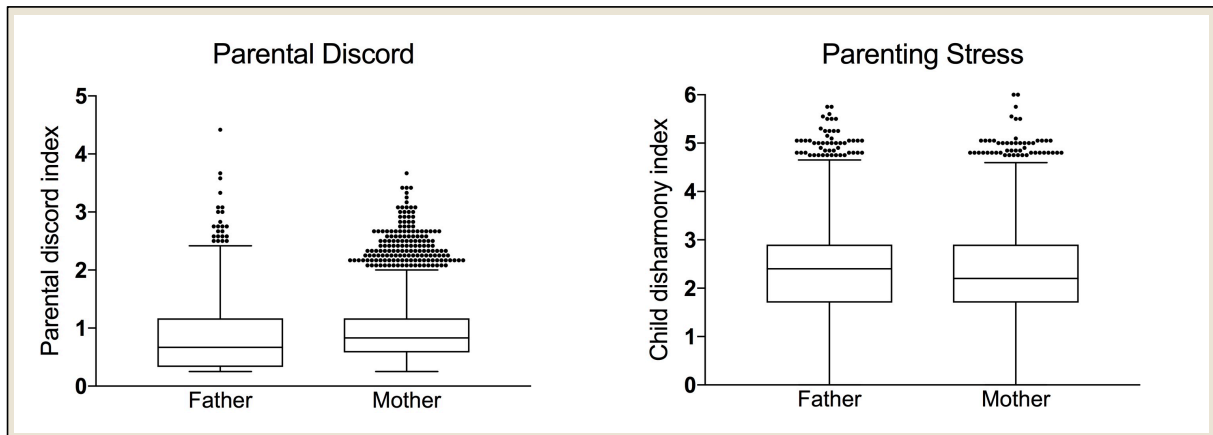 Parental Discord
Parental discord index
5
4
3
2
1
0
Father
Mother
Parenting Stress
Child disharmony index
6
5
4
3
2
1
0
Father
Mother